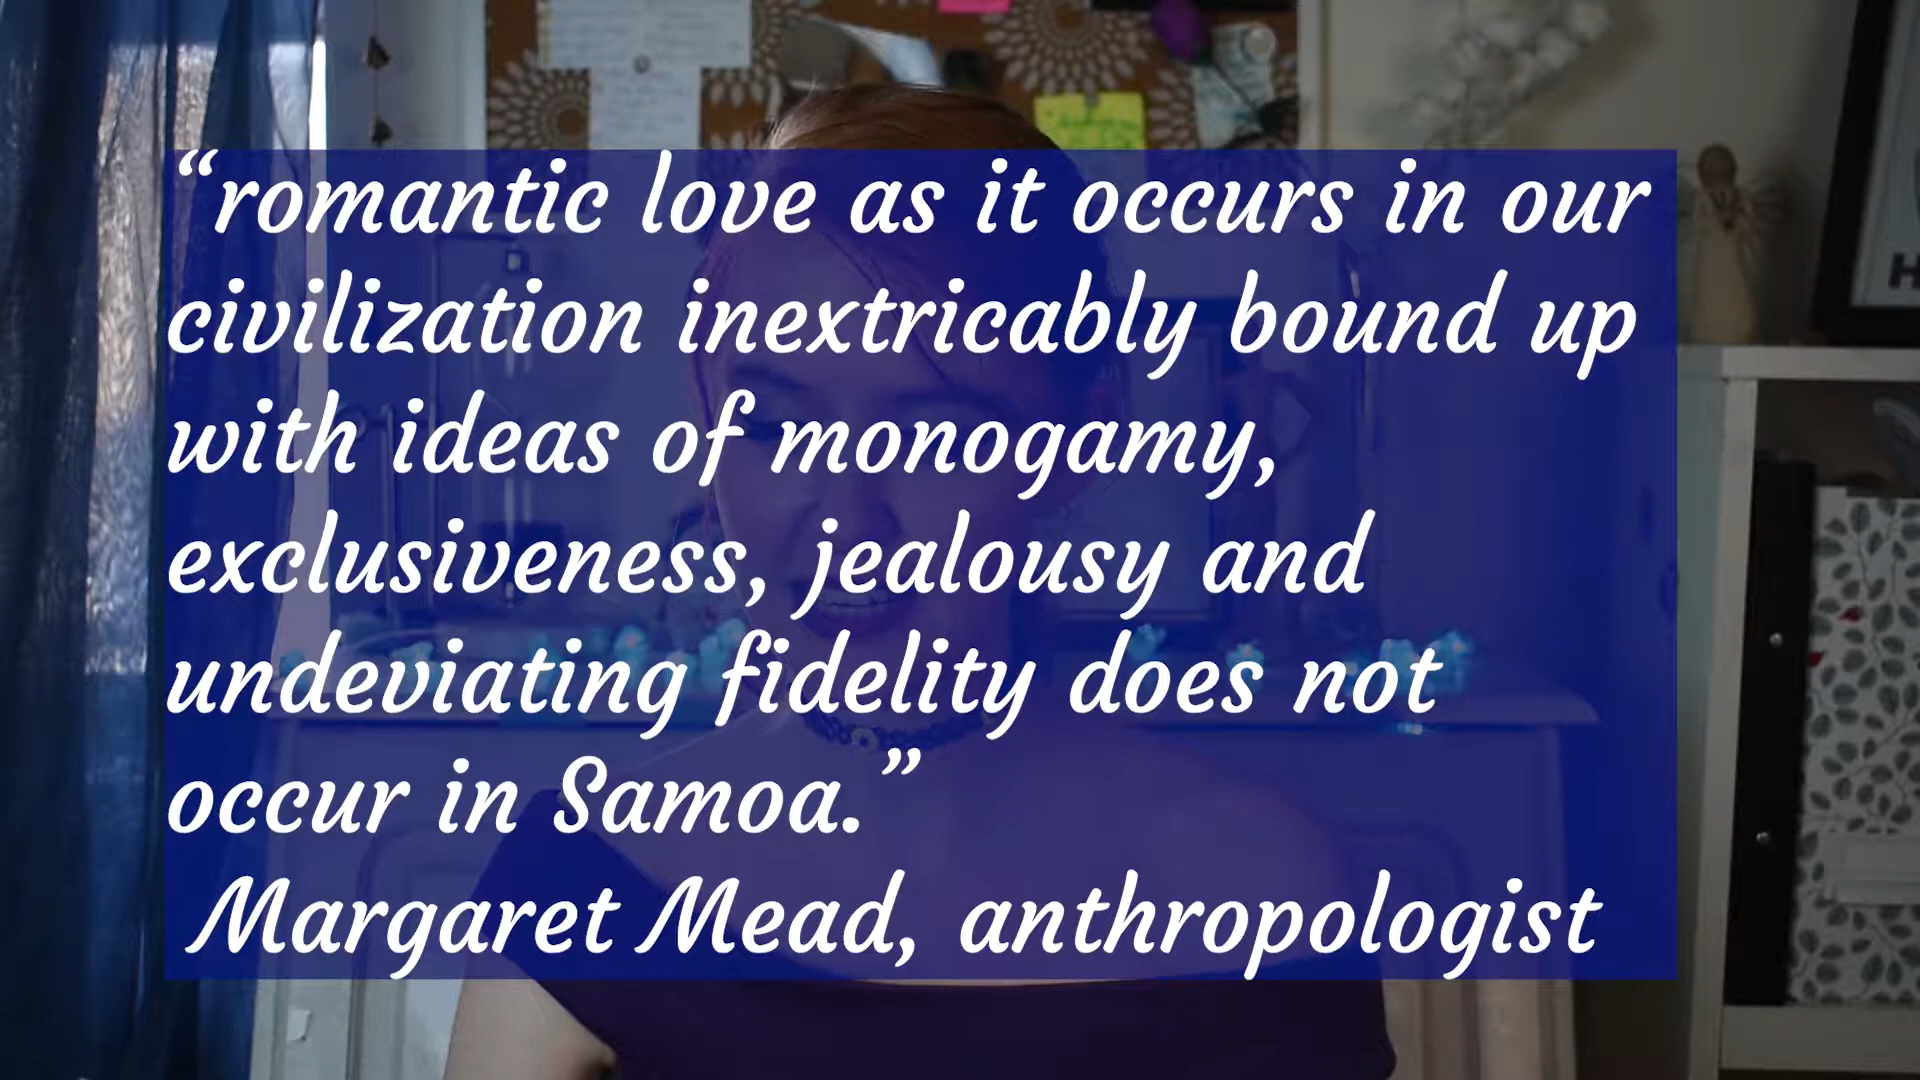 “romantic love as it occurs in our
civilization inextricably bound up
with ideas of monogamy,
exclusiveness, jealousy and
undeviating fidelity does not
occur in Samoa.”
Margaret Mead, anthropologist
H